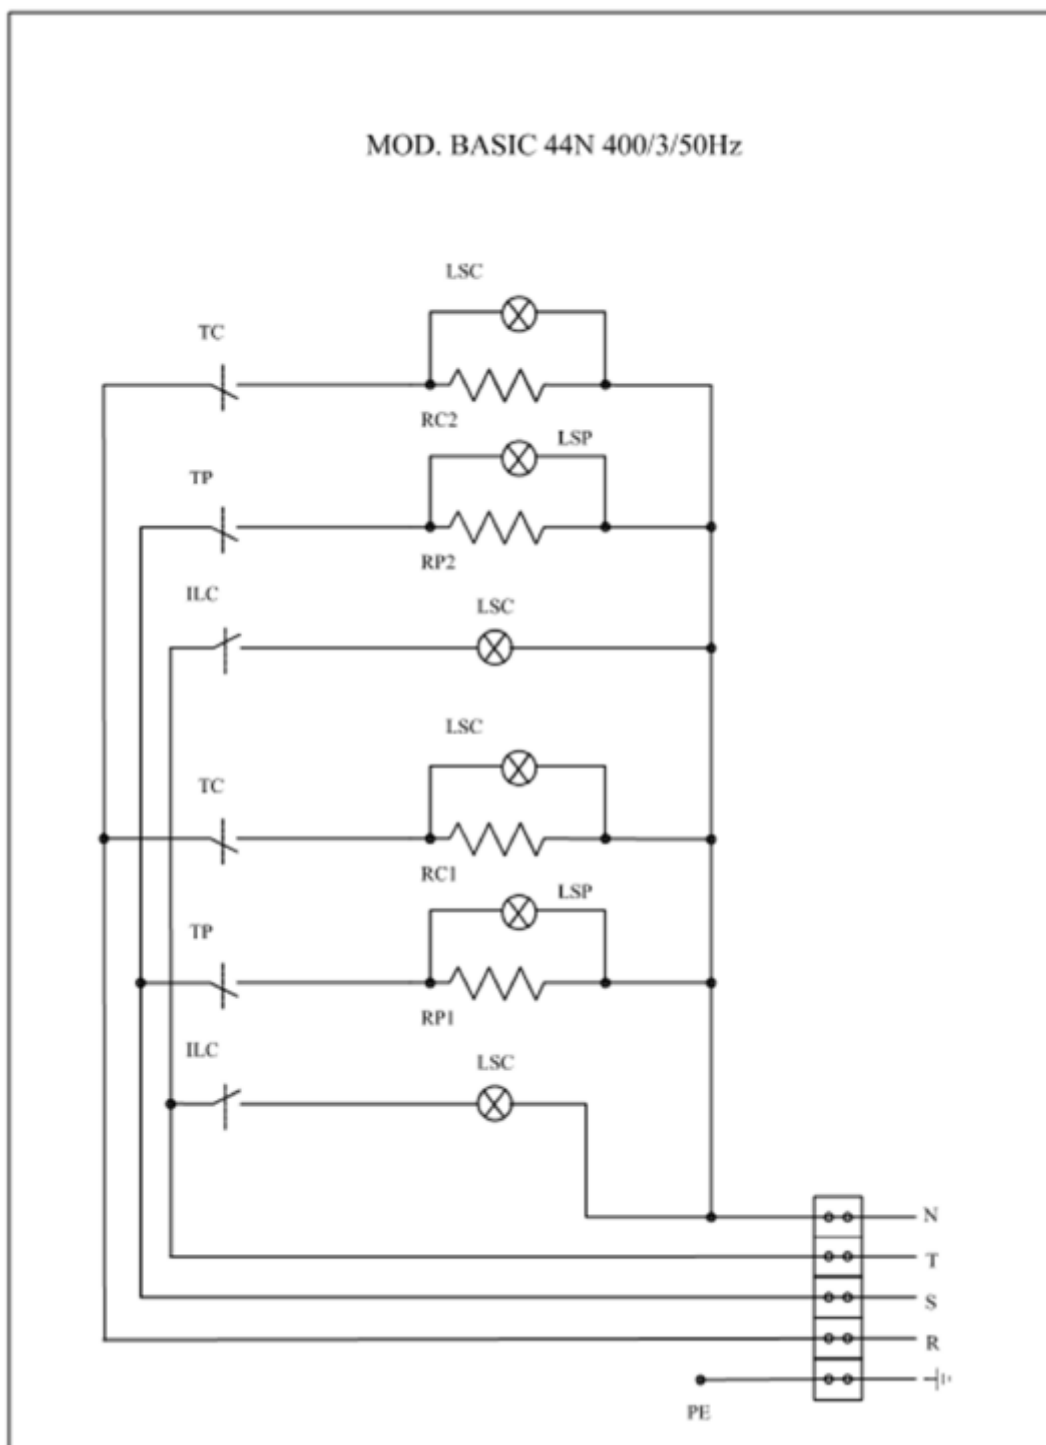 MOD. BASIC 44N 400/3/50Hz
LSC
TC
RC2
LSP
TP
RP2
ILC
LSC
LSC
TC
RC1
LSP
TP
RP1
ILC
LSC
N
T
S
R
PE